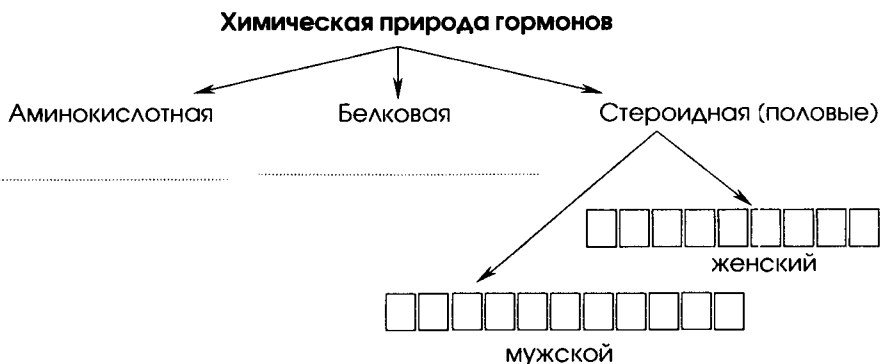 Химическая природа гормонов
Аминокислотная Белковая Стероидная (половые)
женский
мужской